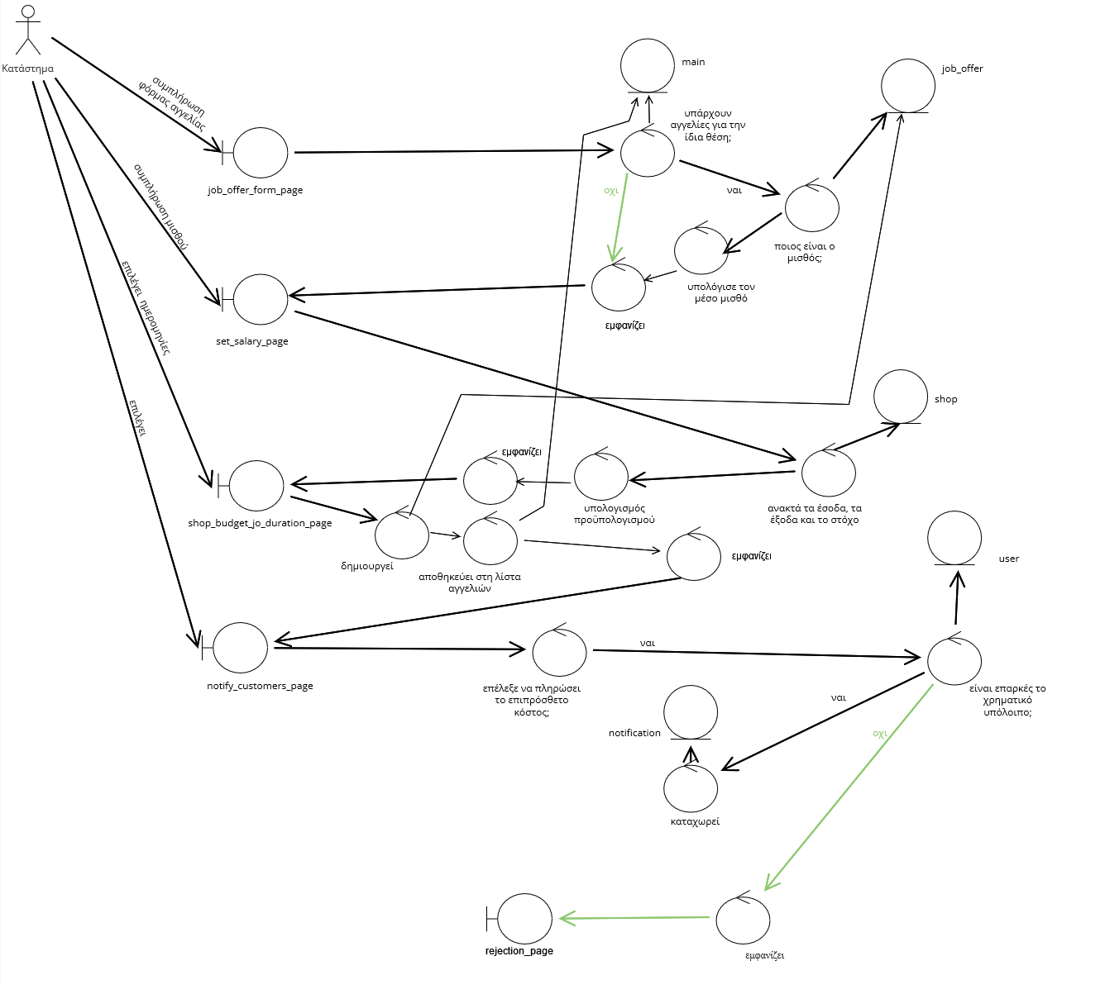 Κατάστημα
συμπλήρωση
φόρμας αγγελίας
job_offer_form_page
main
υπάρχουν
αγγελίες για την
ίδια θέση;
job_offer
οχι
ναι
ποιος είναι ο
μισθός;
υπολόγισε τον
μέσο μισθό
εμφανίζει
συμπλήρωση μισθού
set_salary_page
επιλέγει ημερομηνίες
shop
επιλέγει
εμφανίζει
υπολογισμός
προϋπολογισμού
ανακτά τα έσοδα, τα
έξοδα και το στόχο
shop_budget_jo_duration_page
δημιουργεί
αποθηκεύει στη λίστα
αγγελιών
εμφανίζει
user
notify_customers_page
επέλεξε να πληρώσει
το επιπρόσθετο
κόστος;
ναι
είναι επαρκές το
χρηματικό
υπόλοιπο;
ναι
οχι
notification
καταχωρεί
rejection_page
εμφανίζει